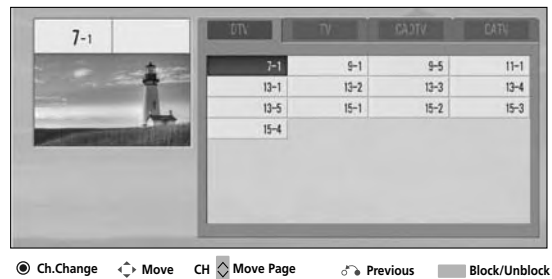 7-1
DTV TV CADTV CATV
7-1 9-1 9-5 11-1
13-1 13-2 13-3 13-4
13-5 15-1 15-2 15-3
15-4
Ch.Change Move CH Move Page Previous Block/Unblock